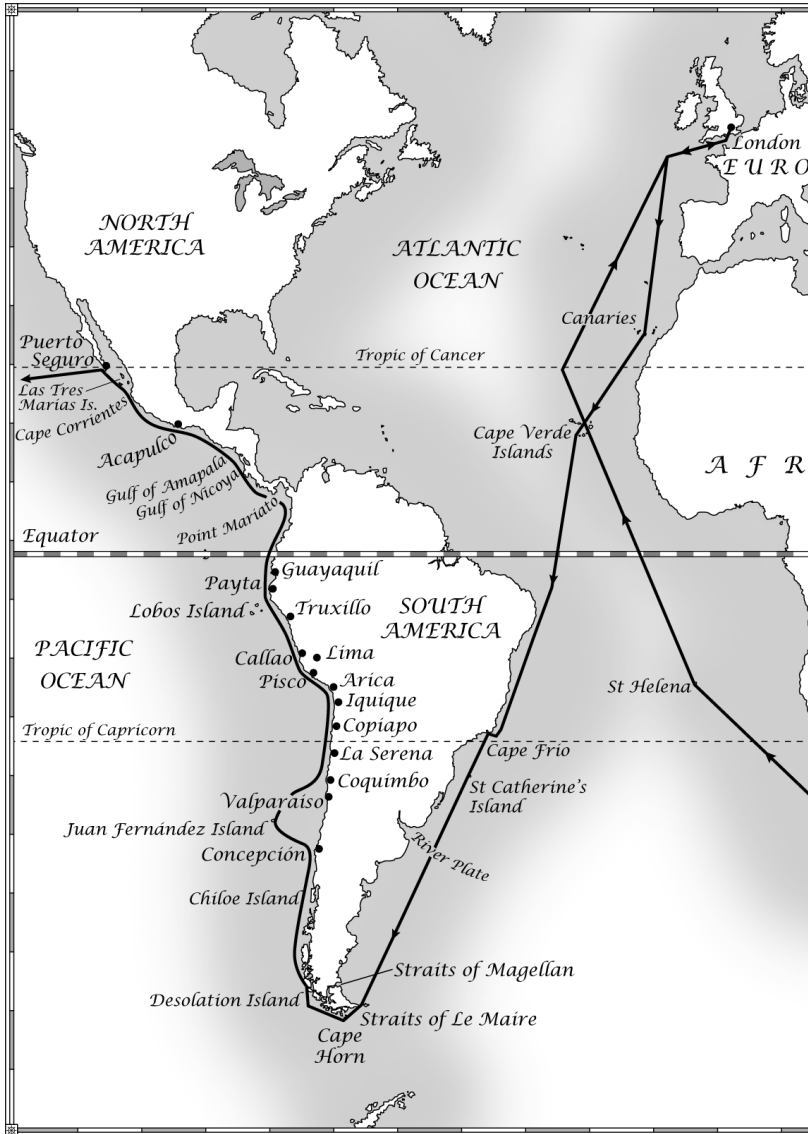 London
EURO
NORTH
AMERICA
ATLANTIC
OCEAN
Canaries
Puerto
Seguro
Tropic of Cancer
Las Tres
Marias Is.
Cape Corrientes
Acapulco
Cape Verde
Islands
AFR
Gulf of Amapala
Gulf of Nicoya
Point Mariato
Equator
Guayaquil
Payta
Lobos Island
Truxillo
SOUTH
AMERICA
PACIFIC
OCEAN
Callao
Lima
Pisco
Arica
St Helena
Iquique
Tropic of Capricorn
Copiapo
La Serena
Cape Frio
Coquimbo
St Catherine's
Island
Valparaíso
Juan Fernández Island
River Plate
Concepción
Chiloe Island
Straits of Magellan
Desolation Island
Straits of Le Maire
Cape
Horn